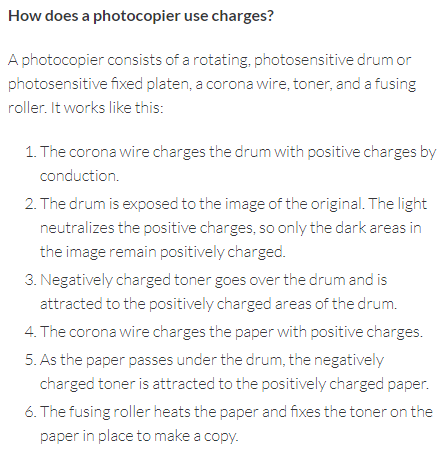 How does a photocopier use charges?
A photocopier consists of a rotating, photosensitive drum or
photosensitive fixed platen, a corona wire, toner, and a fusing
roller. It works like this:
1. The corona wire charges the drum with positive charges by
conduction.
2. The drum is exposed to the image of the original. The light
neutralizes the positive charges, so only the dark areas in
the image remain positively charged.
3. Negatively charged toner goes over the drum and is
attracted to the positively charged areas of the drum.
4. The corona wire charges the paper with positive charges.
5. As the paper passes under the drum, the negatively
charged toner is attracted to the positively charged paper.
6. The fusing roller heats the paper and fixes the toner on the
paper in place to make a copy.